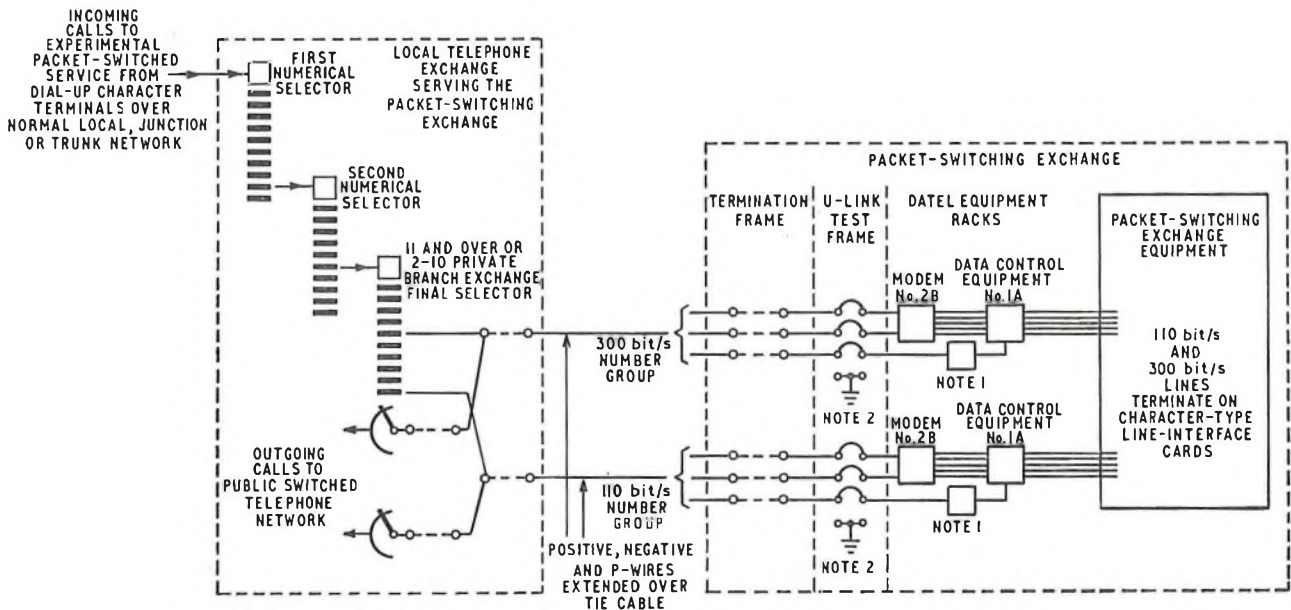 INCOMING
CALLS TO
EXPERIMENTAL
PACKET-SWITCHED
SERVICE FROM
DIAL-UP CHARACTER
TERMINALS OVER
NORMAL LOCAL, JUNCTION
OR TRUNK NETWORK
FIRST
NUMERICAL
SELECTOR
LOCAL TELEPHONE
EXCHANGE
SERVING THE
PACKET-SWITCHING
EXCHANGE
SECOND
NUMERICAL
SELECTOR
11 AND OVER OR
2-10 PRIVATE
BRANCH EXCHANGE
FINAL SELECTOR
OUTGOING
CALLS TO
PUBLIC SWITCHED
TELEPHONE
NETWORK
300 bit/s
NUMBER
GROUP
110 bit/s
NUMBER
GROUP
POSITIVE, NEGATIVE
AND P-WIRES
EXTENDED OVER
TIE CABLE
PACKET-SWITCHING EXCHANGE
TERMINATION
FRAME
U-LINK
TEST
FRAME
DATEL EQUIPMENT
RACKS
MODEM
No.2B
DATA CONTROL
EQUIPMENT
No.1A
NOTE 1
NOTE 2
MODEM
No.2B
DATA CONTROL
EQUIPMENT
No.1A
NOTE 1
NOTE 2
PACKET-SWITCHING
EXCHANGE
EQUIPMENT
110 bit/s
AND
300 bit/s
LINES
TERMINATE ON
CHARACTER-TYPE
LINE-INTERFACE
CARDS